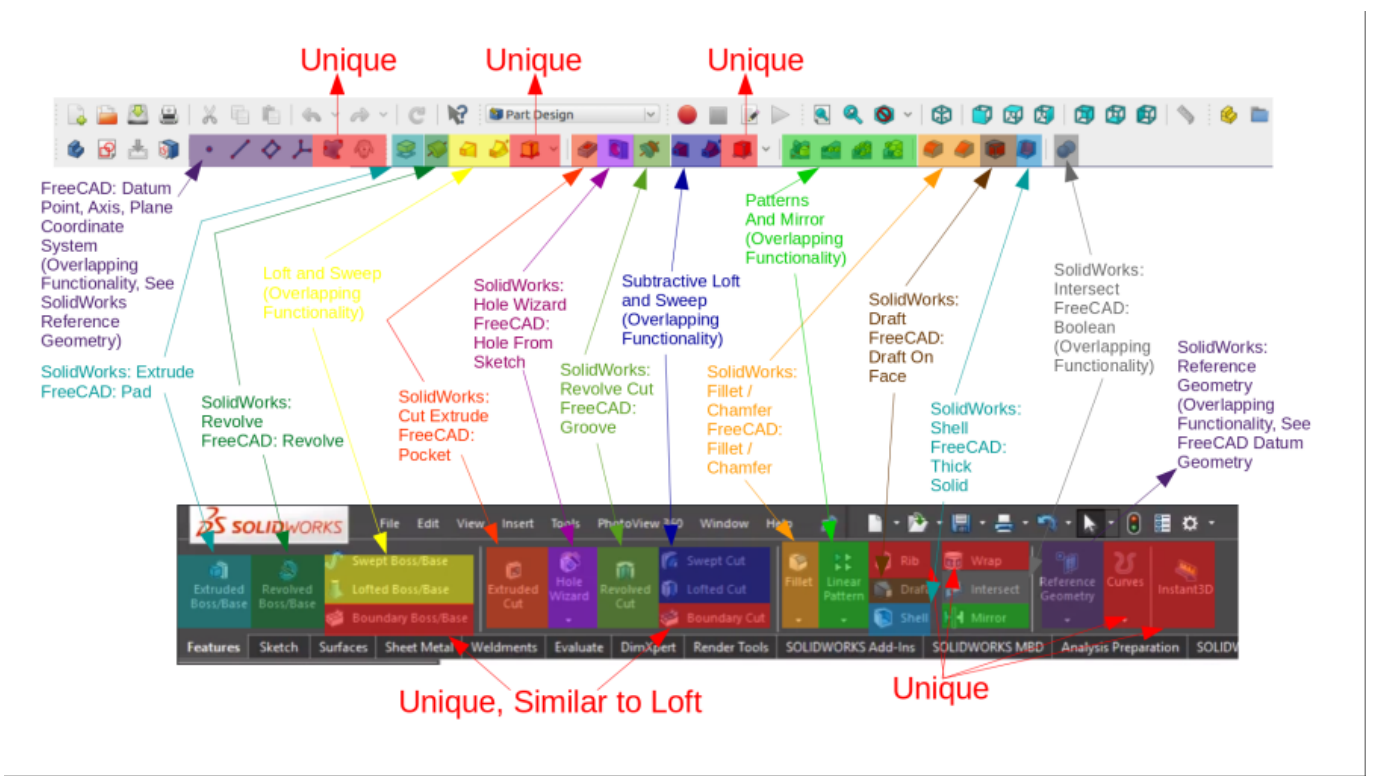 Unique
Unique
Unique
Part Design
FreeCAD: Datum
Point, Axis, Plane
Coordinate
System
(Overlapping
Functionality, See
SolidWorks
Reference
Geometry)
SolidWorks: Extrude
FreeCAD: Pad
SolidWorks:
Revolve
FreeCAD: Revolve
Loft and Sweep
(Overlapping
Functionality)
SolidWorks:
Cut Extrude
FreeCAD:
Pocket
SolidWorks:
Hole Wizard
FreeCAD:
Hole From
Sketch
SolidWorks:
Revolve Cut
FreeCAD:
Groove
Subtractive Loft
and Sweep
(Overlapping
Functionality)
Patterns
And Mirror
(Overlapping
Functionality)
SolidWorks:
Fillet /
Chamfer
FreeCAD:
Fillet /
Chamfer
SolidWorks:
Draft
FreeCAD:
Draft On
Face
SolidWorks:
Shell
FreeCAD:
Thick
Solid
SolidWorks:
Intersect
FreeCAD:
Boolean
(Overlapping
Functionality)
SolidWorks:
Reference
Geometry
(Overlapping
Functionality, See
FreeCAD Datum
Geometry
SOLIDWORKS
File Edit View Insert Tools PhotoView 360 Window Help
Extruded
Boss/Base
Revolved
Boss/Base
Swept Boss/Base
Lofted Boss/Base
Boundary Boss/Base
Extruded
Cut
Hole
Wizard
Revolved
Cut
Swept Cut
Lofted Cut
Boundary Cut
Fillet
Linear
Pattern
Rib
Draft
Shell
Wrap
Intersect
Mirror
Reference
Geometry
Curves
Instant3D
Features Sketch Surfaces Sheet Metal Weldments Evaluate DimXpert Render Tools SOLIDWORKS Add-Ins SOLIDWORKS MBD Analysis Preparation SOLIDW
Unique, Similar to Loft
Unique